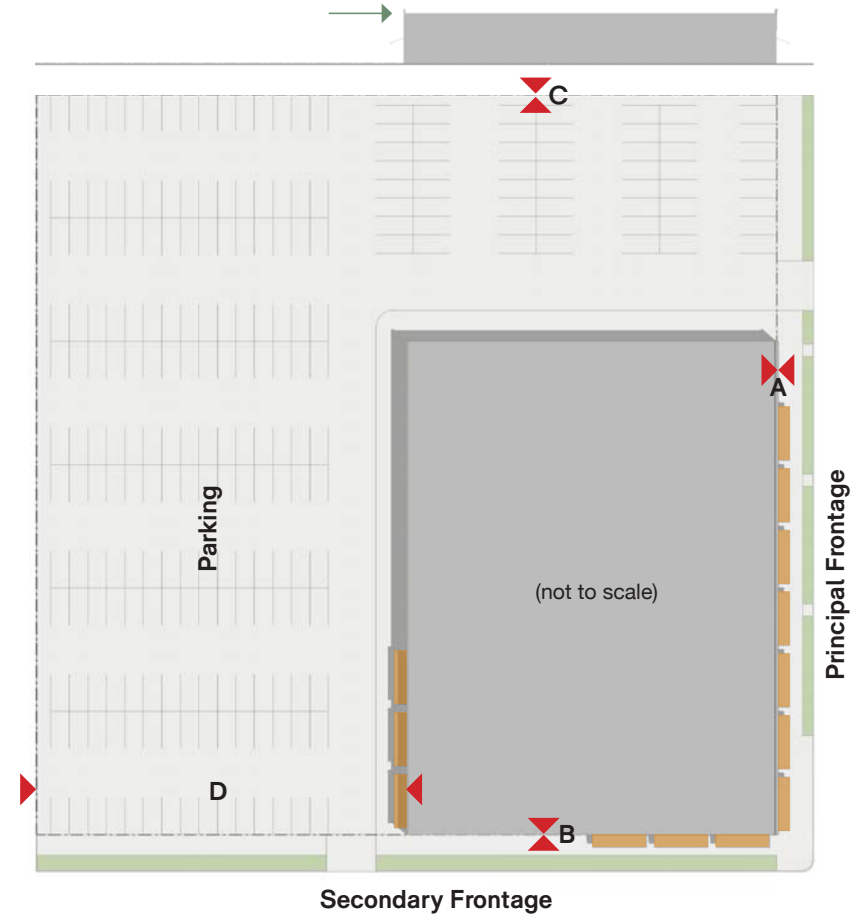 C
A
Parking
Principal Frontage
(not to scale)
D
B
Secondary Frontage